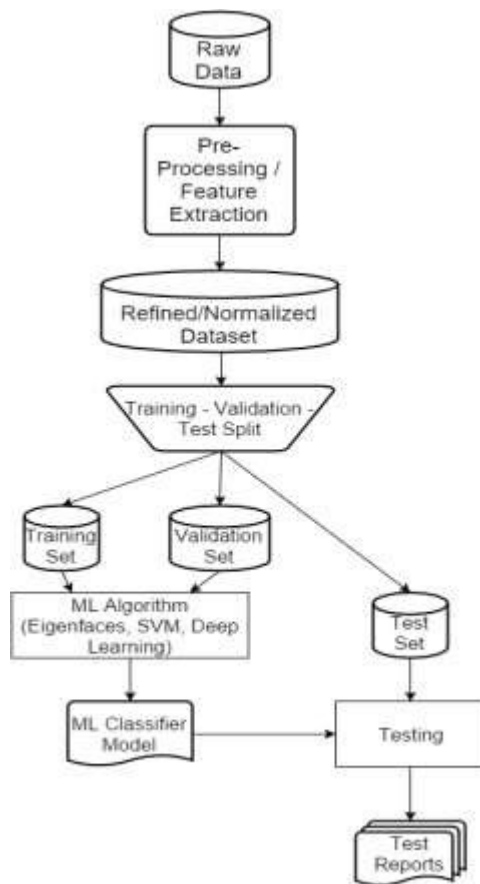 Raw
Data
Pre-
Processing /
Feature
Extraction
Refined/Normalized
Dataset
Training - Validation -
Test Split
Training
Set
Validation
Set
ML Algorithm
(Eigenfaces, SVM, Deep
Learning)
Test
Set
ML Classifier
Model
Testing
Test
Reports